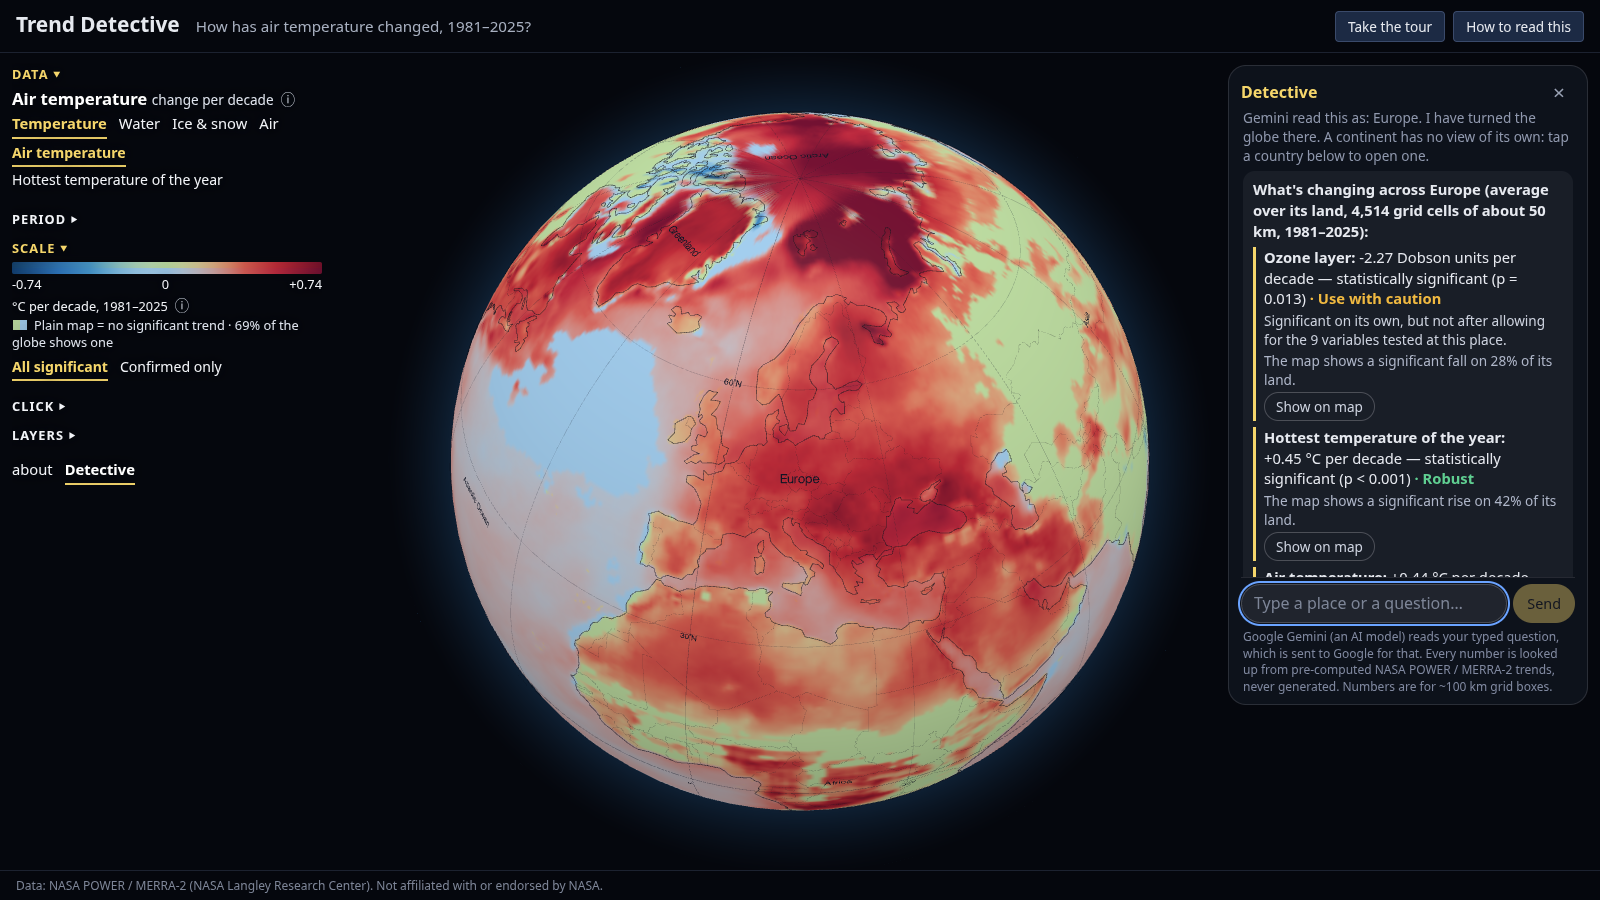 Trend Detective How has air temperature changed, 1981–2025?
Take the tour
How to read this
DATA ▾
Air temperature change per decade ⓘ
Temperature Water Ice & snow Air
Air temperature
Hottest temperature of the year
PERIOD ▸
SCALE ▾
-0.74 0 +0.74
°C per decade, 1981–2025 ⓘ
Plain map = no significant trend · 69% of the
globe shows one
All significant Confirmed only
CLICK ▸
LAYERS ▸
about Detective
Arctic Ocean
Greenland
60°N
Europe
30°N
Africa
Detective ×
Gemini read this as: Europe. I have turned the
globe there. A continent has no view of its own: tap
a country below to open one.
What's changing across Europe (average
over its land, 4,514 grid cells of about 50
km, 1981–2025):
Ozone layer: -2.27 Dobson units per
decade — statistically significant (p =
0.013) · Use with caution
Significant on its own, but not after allowing
for the 9 variables tested at this place.
The map shows a significant fall on 28% of its
land.
Show on map
Hottest temperature of the year:
+0.45 °C per decade — statistically
significant (p < 0.001) · Robust
The map shows a significant rise on 42% of its
land.
Show on map
Air temperature: +0.44 °C per decade
Type a place or a question...
Send
Google Gemini (an AI model) reads your typed question,
which is sent to Google for that. Every number is looked
up from pre-computed NASA POWER / MERRA-2 trends,
never generated. Numbers are for ~100 km grid boxes.
Data: NASA POWER / MERRA-2 (NASA Langley Research Center). Not affiliated with or endorsed by NASA.